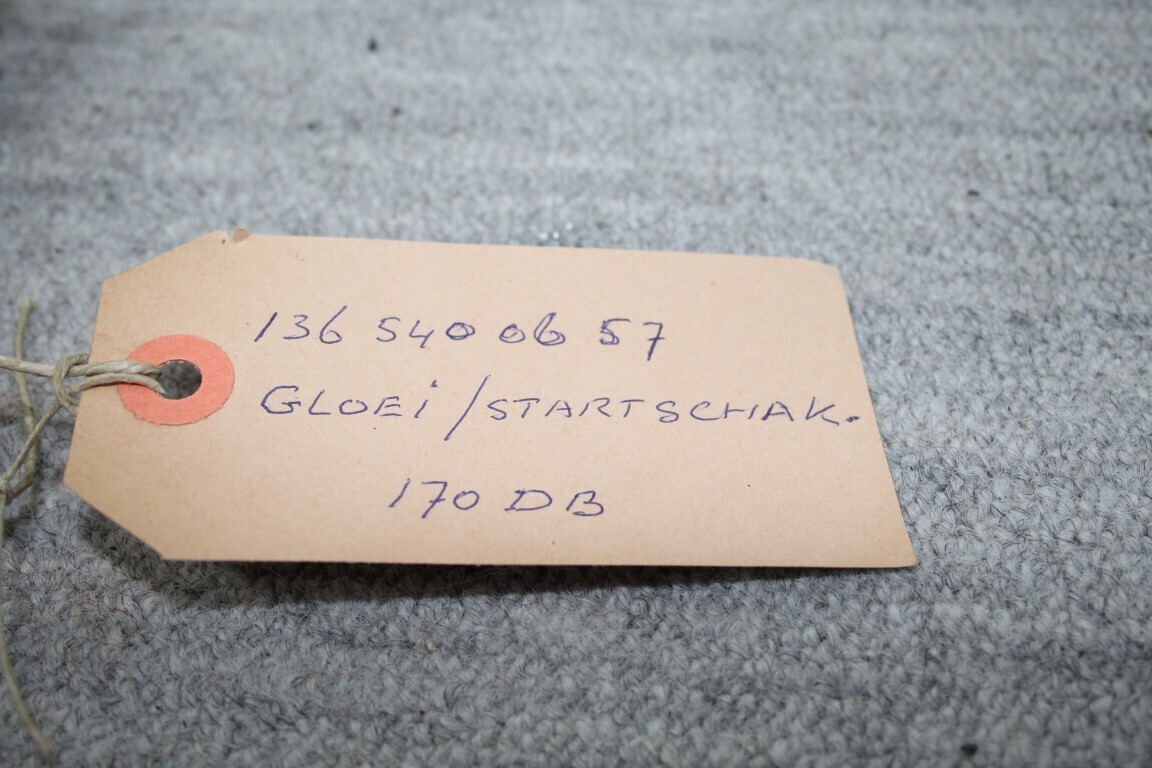 136 540 06 57
GLOEi / STARTSCHAK.
170 DB